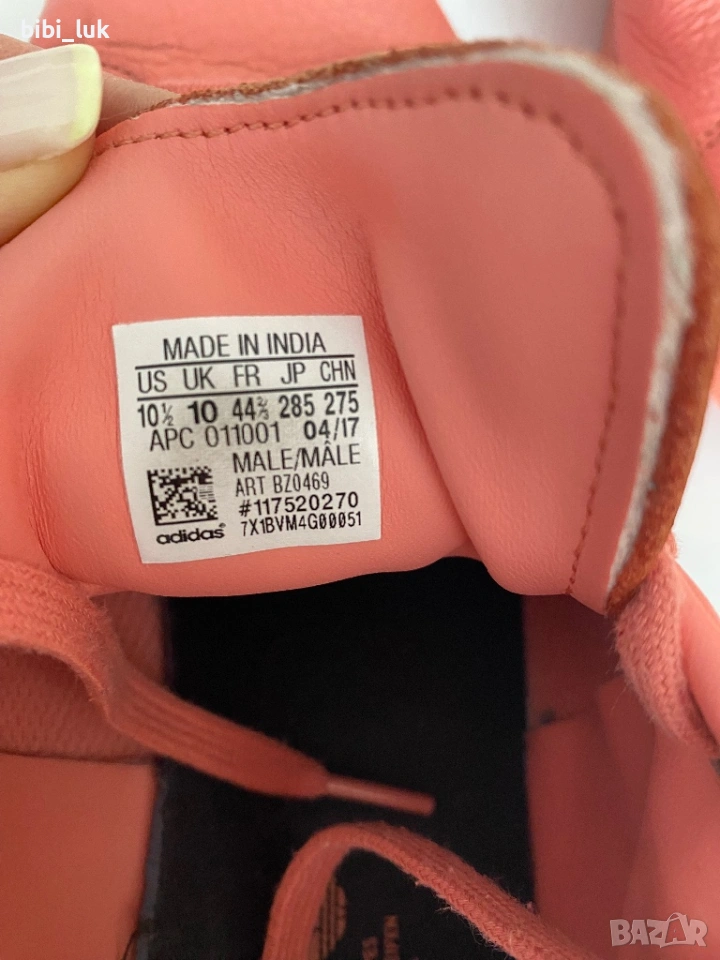 bibi_luk
MADE IN INDIA
US UK FR JP CHN
10½ 10 44⅔ 285 275
APC 011001 04/17
MALE/MÂLE
ART BZ0469
#117520270
7X1BVM4G00051
adidas
BAZAR